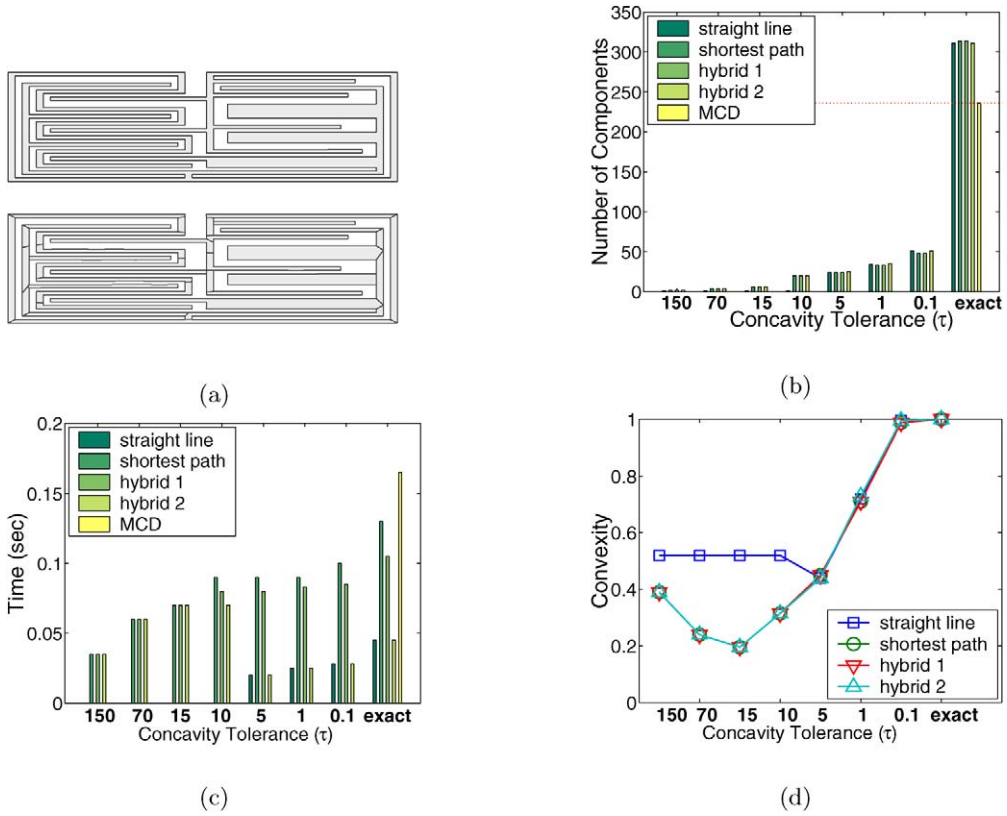 (a)
350
300
250
200
150
100
50
0
Number of Components
straight line
shortest path
hybrid 1
hybrid 2
MCD
150 70 15 10 5 1 0.1 exact
Concavity Tolerance (τ)
(b)
0.2
0.15
0.1
0.05
0
Time (sec)
straight line
shortest path
hybrid 1
hybrid 2
MCD
150 70 15 10 5 1 0.1 exact
Concavity Tolerance (τ)
(c)
1
0.8
0.6
0.4
0.2
0
Convexity
straight line
shortest path
hybrid 1
hybrid 2
150 70 15 10 5 1 0.1 exact
Concavity Tolerance (τ)
(d)